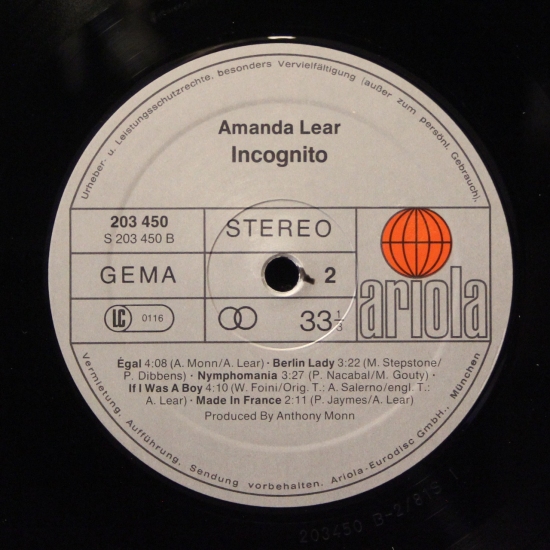 Urheber- u. Leistungsschutzrechte, besonders Vervielfältigung (außer zum persönl. Gebrauch),
Amanda Lear
Incognito
203 450
S 203 450 B
STEREO
GEMA
2
LC 0116
33 1/3
ariola
Égal 4:08 (A. Monn/A. Lear) · Berlin Lady 3:22 (M. Stepstone/
P. Dibbens) · Nymphomania 3:27 (P. Nacabal/M. Gouty) ·
If I Was A Boy 4:10 (W. Foini/Orig. T.: A. Salerno/engl. T.:
A. Lear) · Made In France 2:11 (P. Jaymes/A. Lear)
Produced By Anthony Monn
Vermietung, Aufführung, Sendung vorbehalten. Ariola-Eurodisc GmbH., München